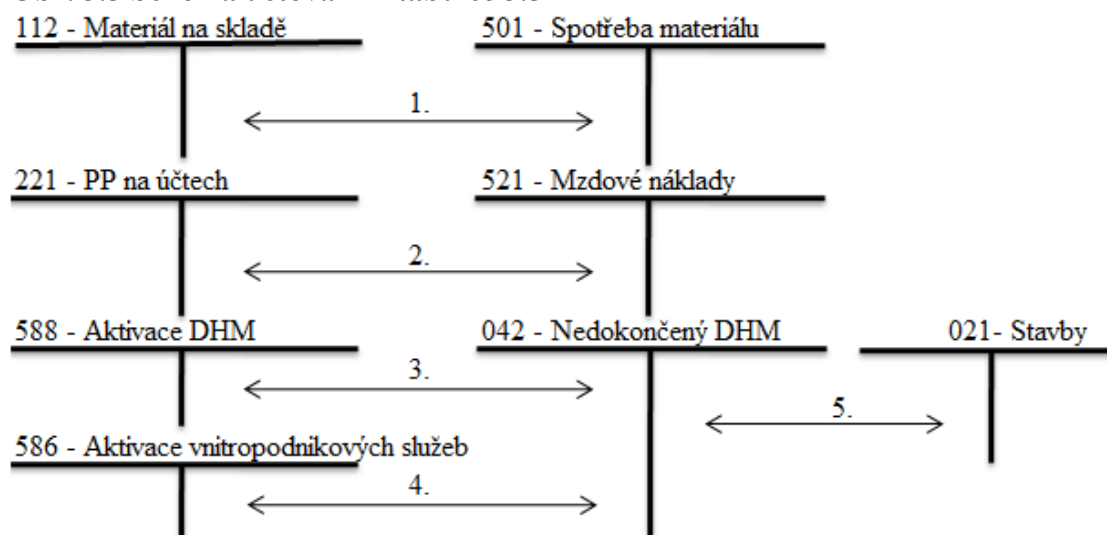 112 - Materiál na skladě
501 - Spotřeba materiálu
1.
221 - PP na účtech
521 - Mzdové náklady
2.
588 - Aktivace DHM
042 - Nedokončený DHM
021- Stavby
3.
5.
586 - Aktivace vnitropodnikových služeb
4.